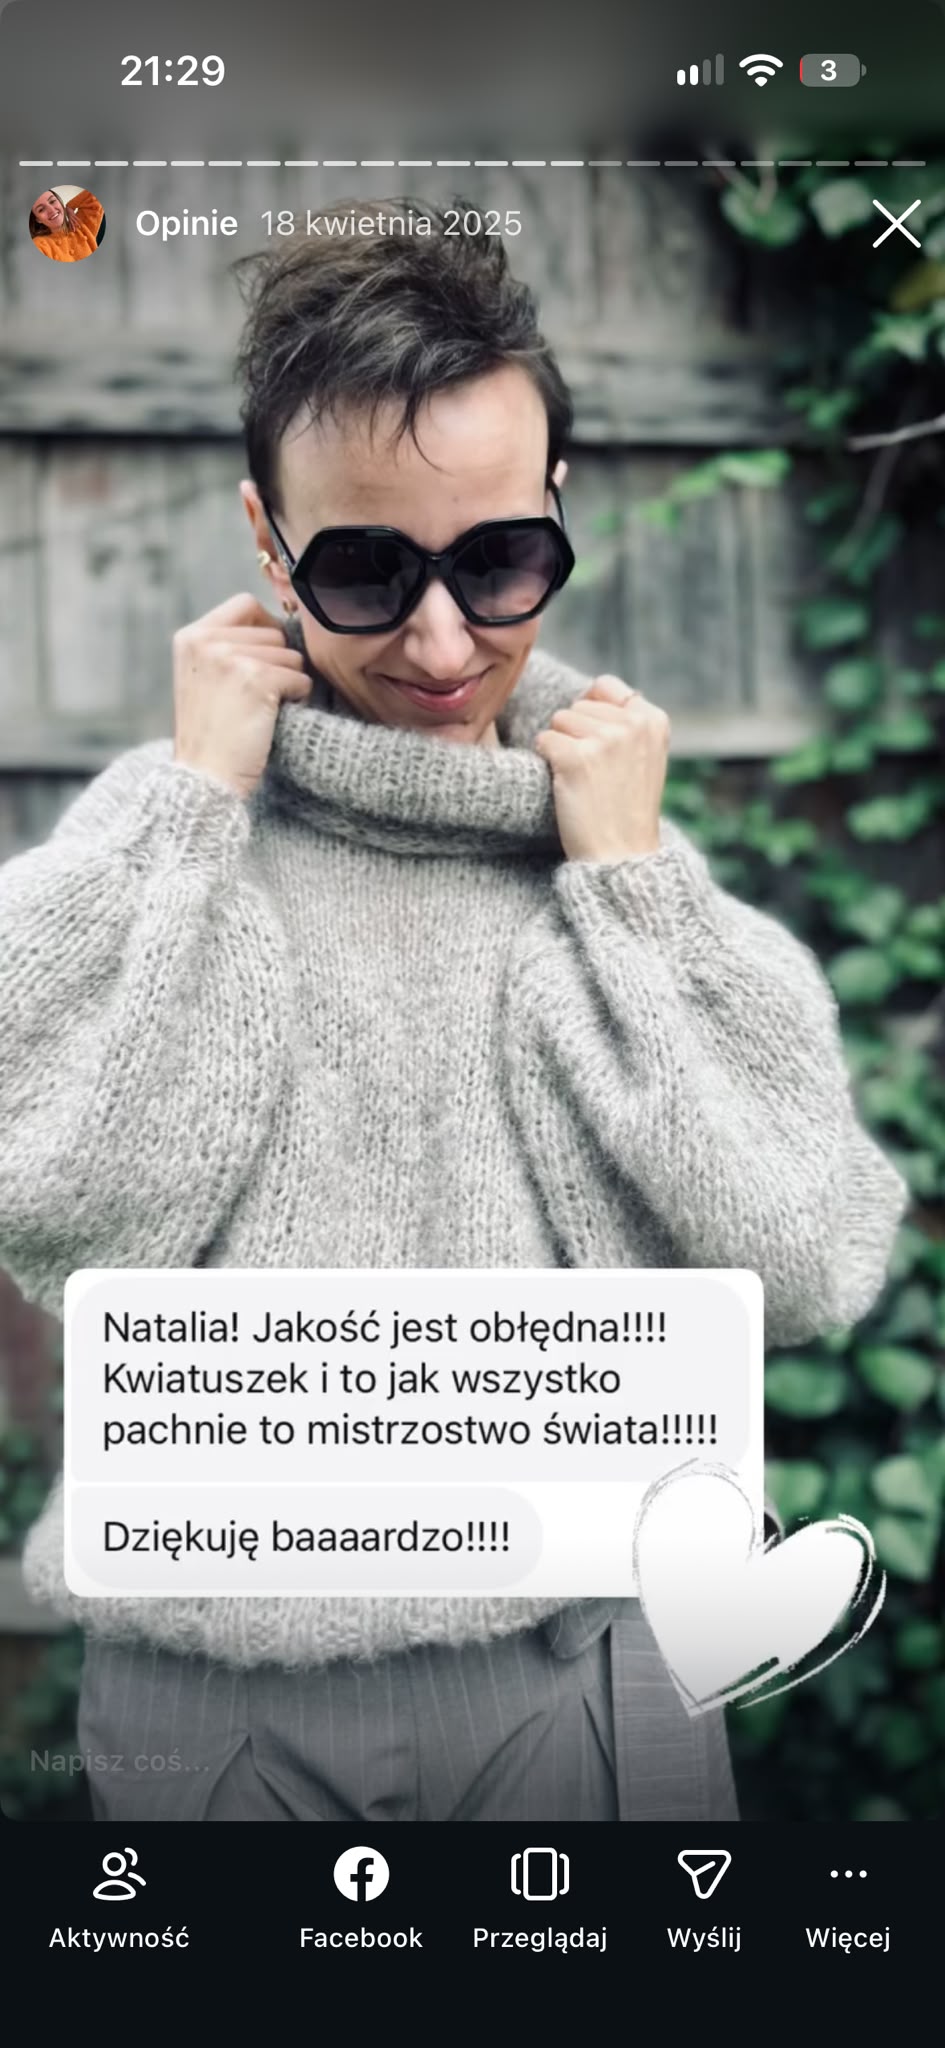 21:29
3
Opinie 18 kwietnia 2025
Natalia! Jakość jest obłędna!!!!
Kwiatuszek i to jak wszystko
pachnie to mistrzostwo świata!!!!!
Dziękuję baaaardzo!!!!
Napisz coś...
Aktywność Facebook Przeglądaj Wyślij Więcej